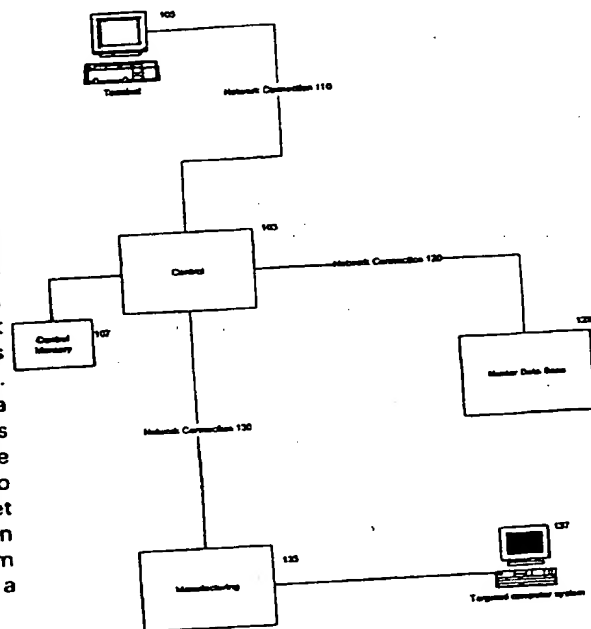 105
Terminal
Network Connection 110
103
Control
Network Connection 120
Control
Memory
107
Master Data Base
Network Connection 130
t
s
.
a
s
e
o
et
n
m
a
137
135
Manufacturing
Targeted computer system